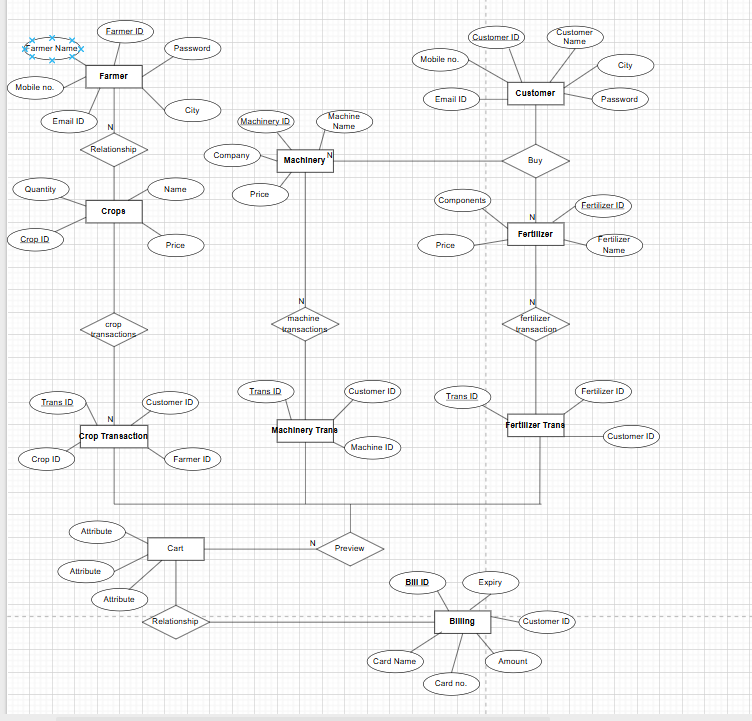 Farmer ID
Farmer Name
Password
Farmer
Mobile no.
City
Email ID
N
Relationship
Quantity
Name
Crops
Crop ID
Price
crop
transactions
Trans ID
Customer ID
N
Crop Transaction
Crop ID
Farmer ID
Machinery ID
Machine
Name
Company
Machinery
N
Price
N
machine
transactions
Trans ID
Customer ID
Machinery Trans
Machine ID
Customer ID
Customer
Name
Mobile no.
City
Customer
Email ID
Password
Buy
Components
Fertilizer ID
N
Fertilizer
Price
Fertilizer
Name
N
fertilizer
transaction
Trans ID
Fertilizer ID
Fertilizer Trans
Customer ID
Attribute
Cart
N
Preview
Attribute
Attribute
Relationship
Bill ID
Expiry
Billing
Customer ID
Card Name
Amount
Card no.